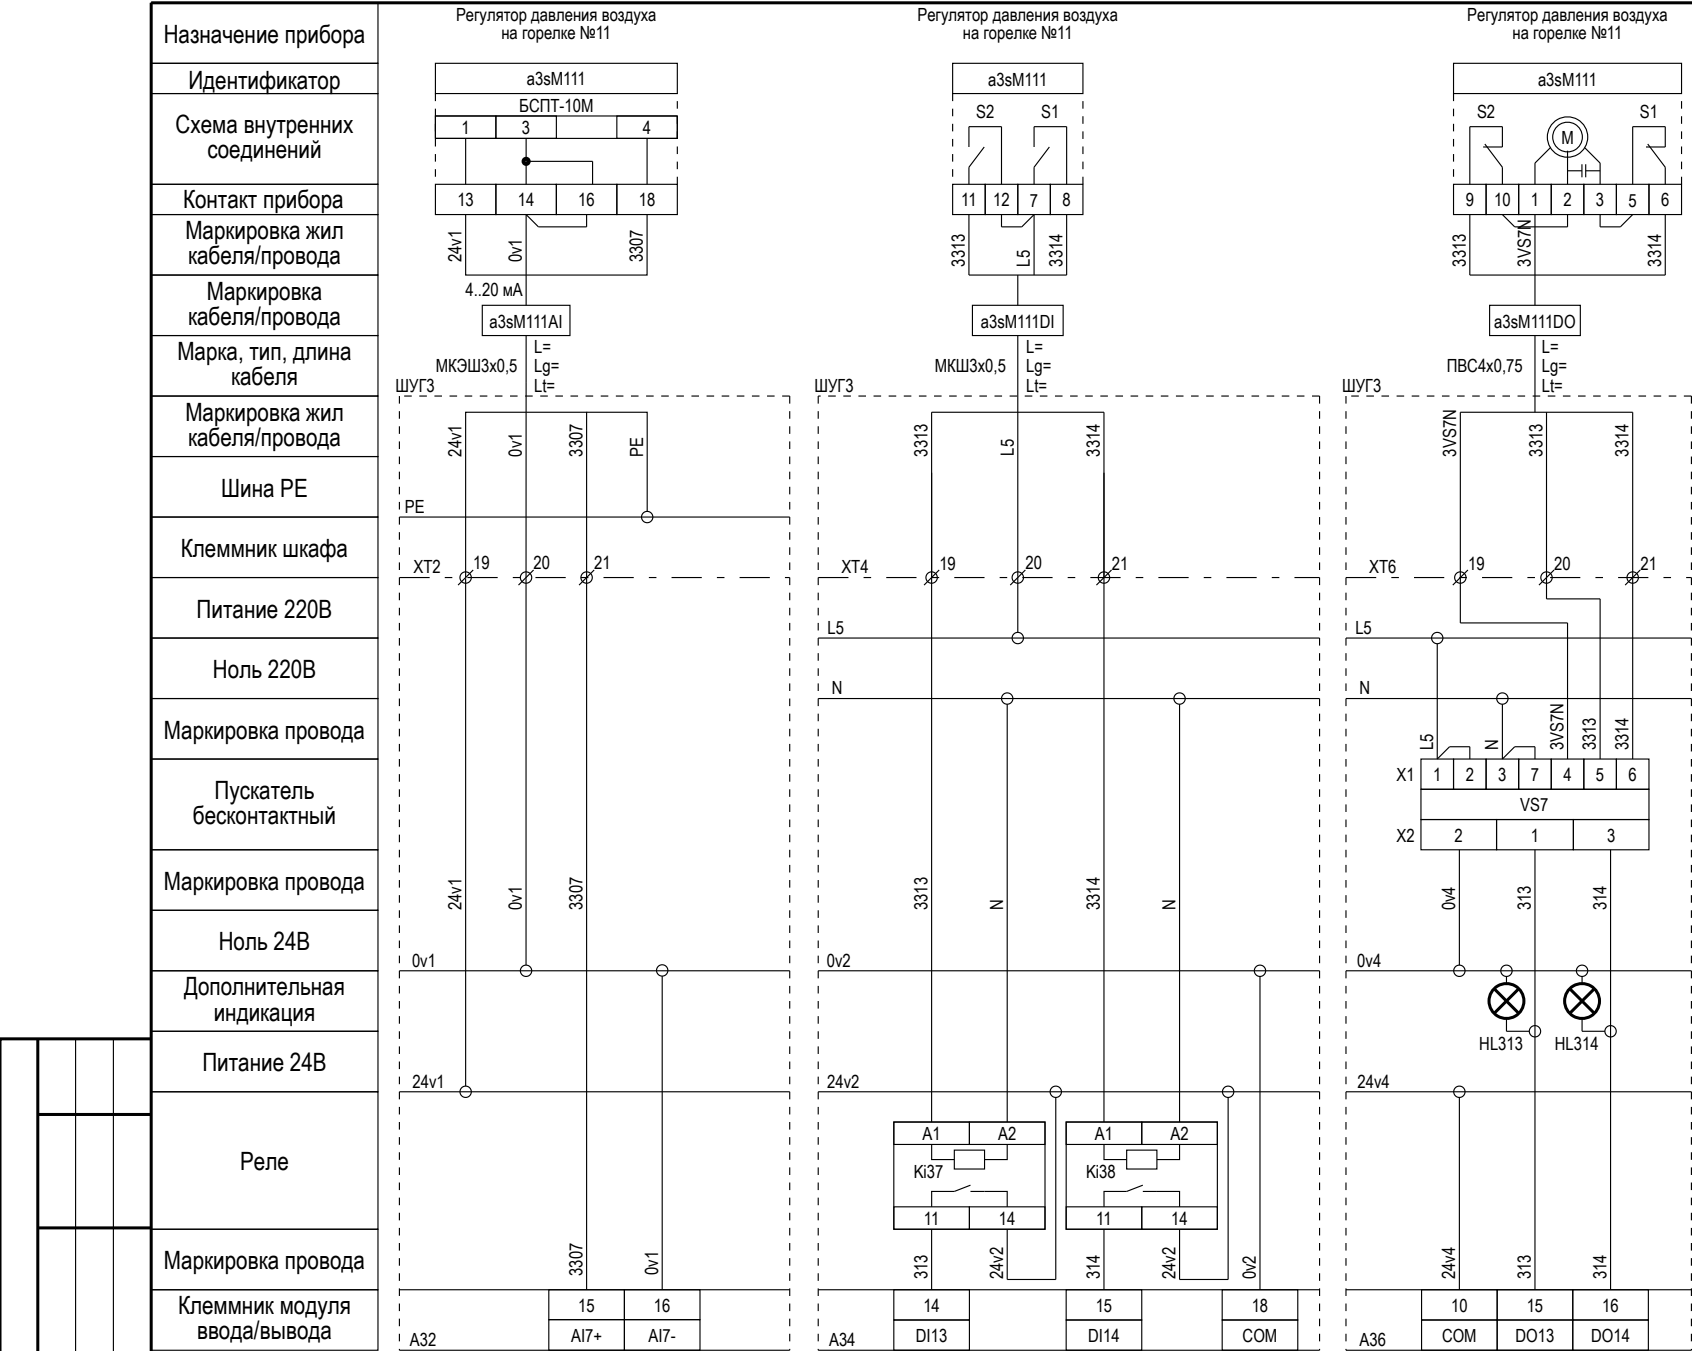 Назначение прибора
Регулятор давления воздуха
на горелке №11
Регулятор давления воздуха
на горелке №11
Регулятор давления воздуха
на горелке №11
Идентификатор
a3sM111
a3sM111
a3sM111
Схема внутренних
соединений
БСПТ-10М
1 3 4
S2 S1
S2 M S1
Контакт прибора
13 14 16 18
11 12 7 8
9 10 1 2 3 5 6
Маркировка жил
кабеля/провода
24v1 0v1 3307
3313 L5 3314
3313 3VS7N 3314
Маркировка
кабеля/провода
4..20 мА
a3sM111AI
a3sM111DI
a3sM111DO
Марка, тип, длина
кабеля
МКЭШ3х0,5
L=
Lg=
Lt=
МКШ3х0,5
L=
Lg=
Lt=
ПВС4х0,75
L=
Lg=
Lt=
ШУГ3
ШУГ3
ШУГ3
Маркировка жил
кабеля/провода
24v1 0v1 3307 PE
3313 L5 3314
3VS7N 3313 3314
Шина PE
PE
Клеммник шкафа
XT2 19 20 21
XT4 19 20 21
XT6 19 20 21
Питание 220В
L5
L5
Ноль 220В
N
N
Маркировка провода
L5 N 3VS7N 3313 3314
Пускатель
бесконтактный
X1 1 2 3 7 4 5 6
VS7
X2 2 1 3
Маркировка провода
24v1 0v1 3307
3313 N 3314 N
0v4 313 314
Ноль 24В
0v1
0v2
0v4
Дополнительная
индикация
HL313 HL314
Питание 24В
24v1
24v2
24v4
Реле
A1 A2
Ki37
11 14
A1 A2
Ki38
11 14
Маркировка провода
3307 0v1
313 24v2 314 24v2 0v2
24v4 313 314
Клеммник модуля
ввода/вывода
A32
15 16
AI7+ AI7-
A34
14 15 18
DI13 DI14 COM
A36
10 15 16
COM DO13 DO14